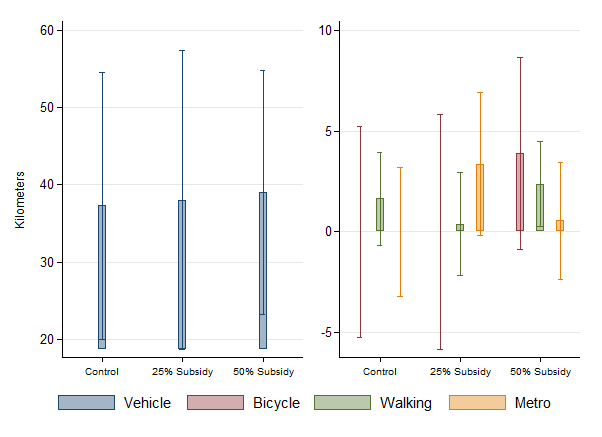 Kilometers
60
50
40
30
20
Control
25% Subsidy
50% Subsidy
10
5
0
-5
Control
25% Subsidy
50% Subsidy
Vehicle
Bicycle
Walking
Metro